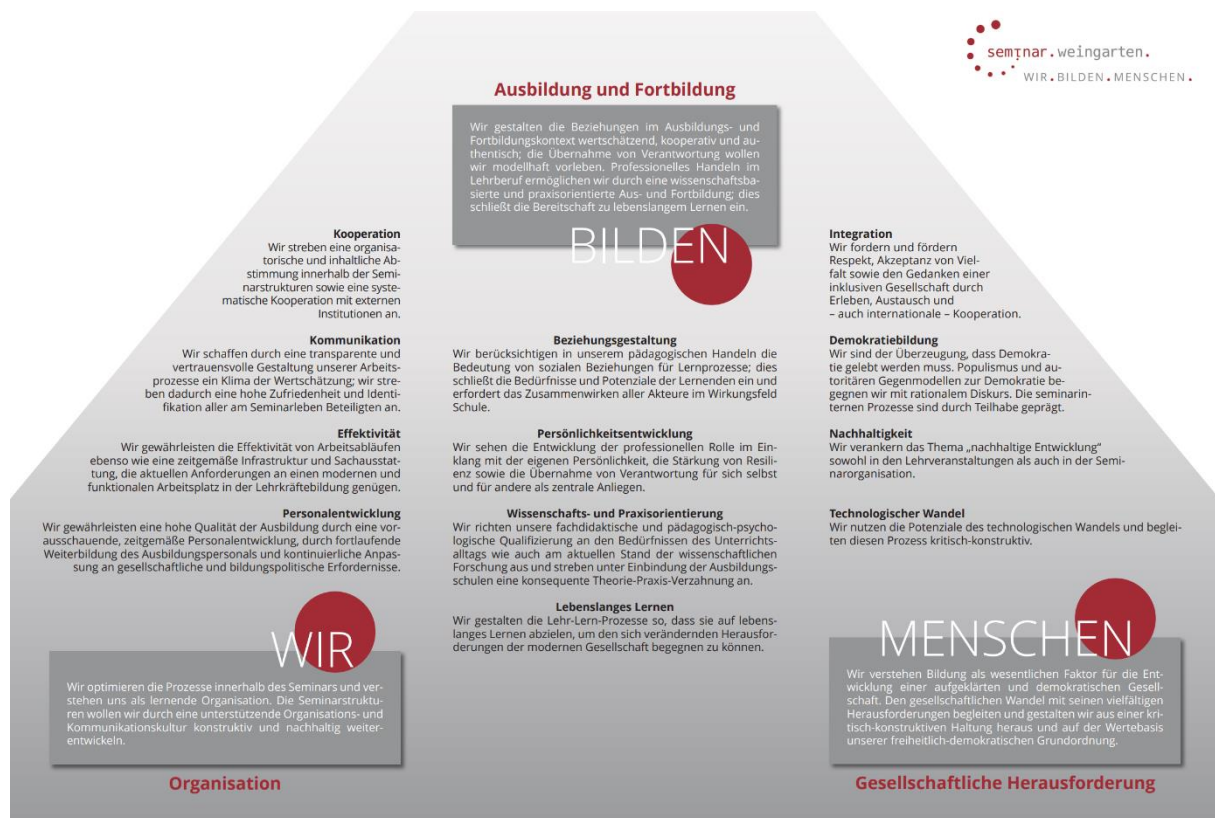 seminar.weingarten.
WIR.BILDEN.MENSCHEN.
Ausbildung und Fortbildung
Wir gestalten die Beziehungen im Ausbildungs- und
Fortbildungskontext wertschätzend, kooperativ und au-
thentisch; die Übernahme von Verantwortung wollen
wir modellhaft vorleben. Professionelles Handeln im
Lehrberuf ermöglichen wir durch eine wissenschaftsba-
sierte und praxisorientierte Aus- und Fortbildung; dies
schließt die Bereitschaft zu lebenslangem Lernen ein.
BILDEN
Kooperation
Wir streben eine organisa-
torische und inhaltliche Ab-
stimmung innerhalb der Semi-
narstrukturen sowie eine syste-
matische Kooperation mit externen
Institutionen an.
Kommunikation
Wir schaffen durch eine transparente und
vertrauensvolle Gestaltung unserer Arbeits-
prozesse ein Klima der Wertschätzung; wir stre-
ben dadurch eine hohe Zufriedenheit und Identi-
fikation aller am Seminarleben Beteiligten an.
Effektivität
Wir gewährleisten die Effektivität von Arbeitsabläufen
ebenso wie eine zeitgemäße Infrastruktur und Sachausstat-
tung, die aktuellen Anforderungen an einen modernen und
funktionalen Arbeitsplatz in der Lehrkräftebildung genügen.
Personalentwicklung
Wir gewährleisten eine hohe Qualität der Ausbildung durch eine vor-
ausschauende, zeitgemäße Personalentwicklung, durch fortlaufende
Weiterbildung des Ausbildungspersonals und kontinuierliche Anpas-
sung an gesellschaftliche und bildungspolitische Erfordernisse.
WIR
Wir optimieren die Prozesse innerhalb des Seminars und ver-
stehen uns als lernende Organisation. Die Seminarstruktu-
ren wollen wir durch eine unterstützende Organisations- und
Kommunikationskultur konstruktiv und nachhaltig weiter-
entwickeln.
Organisation
Beziehungsgestaltung
Wir berücksichtigen in unserem pädagogischen Handeln die
Bedeutung von sozialen Beziehungen für Lernprozesse; dies
schließt die Bedürfnisse und Potenziale der Lernenden ein und
erfordert das Zusammenwirken aller Akteure im Wirkungsfeld
Schule.
Persönlichkeitsentwicklung
Wir sehen die Entwicklung der professionellen Rolle im Ein-
klang mit der eigenen Persönlichkeit, die Stärkung von Resili-
enz sowie die Übernahme von Verantwortung für sich selbst
und für andere als zentrale Anliegen.
Wissenschafts- und Praxisorientierung
Wir richten unsere fachdidaktische und pädagogisch-psycho-
logische Qualifizierung an den Bedürfnissen des Unterrichts-
alltags wie auch am aktuellen Stand der wissenschaftlichen
Forschung aus und streben unter Einbindung der Ausbildungs-
schulen eine konsequente Theorie-Praxis-Verzahnung an.
Lebenslanges Lernen
Wir gestalten die Lehr-Lern-Prozesse so, dass sie auf lebens-
langes Lernen abzielen, um den sich verändernden Herausfor-
derungen der modernen Gesellschaft begegnen zu können.
Integration
Wir fordern und fördern
Respekt, Akzeptanz von Viel-
falt sowie den Gedanken einer
inklusiven Gesellschaft durch
Erleben, Austausch und
– auch internationale – Kooperation.
Demokratiebildung
Wir sind der Überzeugung, dass Demokra-
tie gelebt werden muss. Populismus und au-
toritären Gegenmodellen zur Demokratie be-
gegnen wir mit rationalem Diskurs. Die seminarin-
ternen Prozesse sind durch Teilhabe geprägt.
Nachhaltigkeit
Wir verankern das Thema „nachhaltige Entwicklung“
sowohl in den Lehrveranstaltungen als auch in der Semi-
narorganisation.
Technologischer Wandel
Wir nutzen die Potenziale des technologischen Wandels und beglei-
ten diesen Prozess kritisch-konstruktiv.
MENSCHEN
Wir verstehen Bildung als wesentlichen Faktor für die Ent-
wicklung einer aufgeklärten und demokratischen Gesell-
schaft. Den gesellschaftlichen Wandel mit seinen vielfältigen
Herausforderungen begleiten und gestalten wir aus einer kri-
tisch-konstruktiven Haltung heraus und auf der Wertebasis
unserer freiheitlich-demokratischen Grundordnung.
Gesellschaftliche Herausforderung